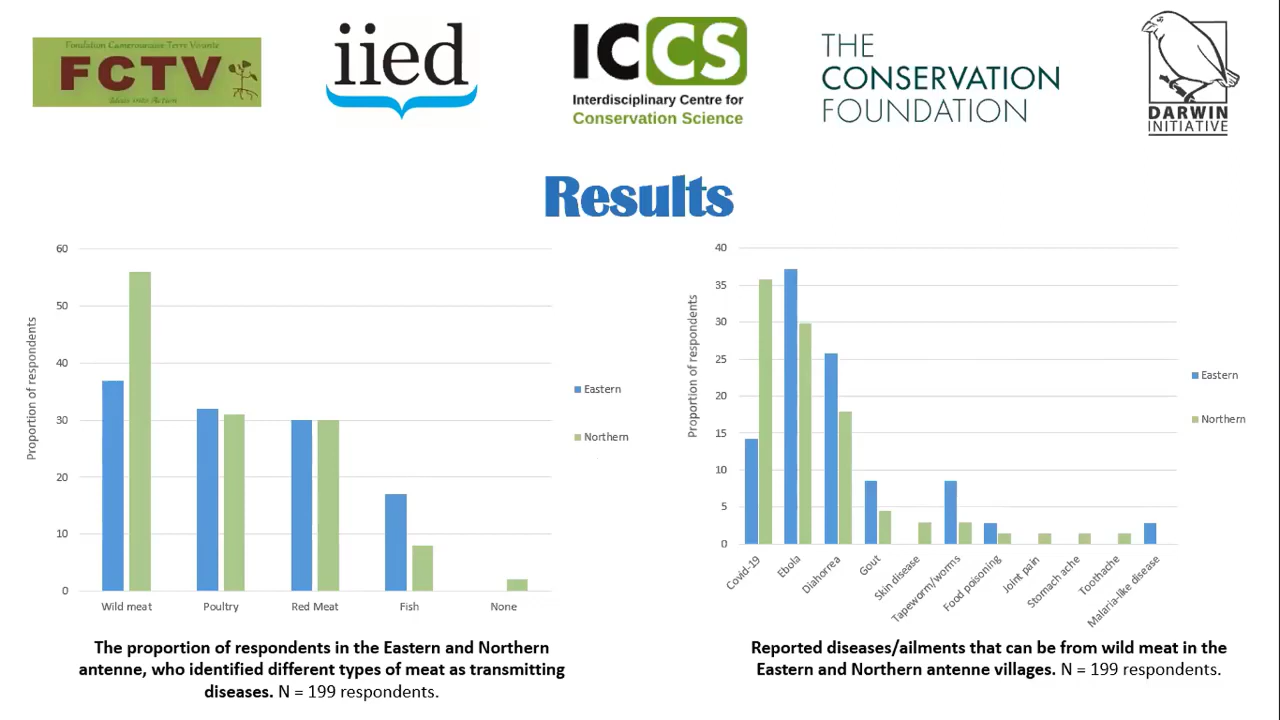 Fondation Camerounaise Terre Vivante
FCTV
Ideas into Action
iied
ICCS
Interdisciplinary Centre for
Conservation Science
THE
CONSERVATION
FOUNDATION
DARWIN
INITIATIVE
Results
60
50
40
30
20
10
0
Proportion of respondents
Wild meat
Poultry
Red Meat
Fish
None
Eastern
Northern
The proportion of respondents in the Eastern and Northern
antenne, who identified different types of meat as transmitting
diseases. N = 199 respondents.
40
35
30
25
20
15
10
5
0
Proportion of respondents
Covid-19
Ebola
Diahorrea
Gout
Skin disease
Tapeworm/worms
Food poisoning
Joint pain
Stomach ache
Toothache
Malaria-like disease
Eastern
Northern
Reported diseases/ailments that can be from wild meat in the
Eastern and Northern antenne villages. N = 199 respondents.